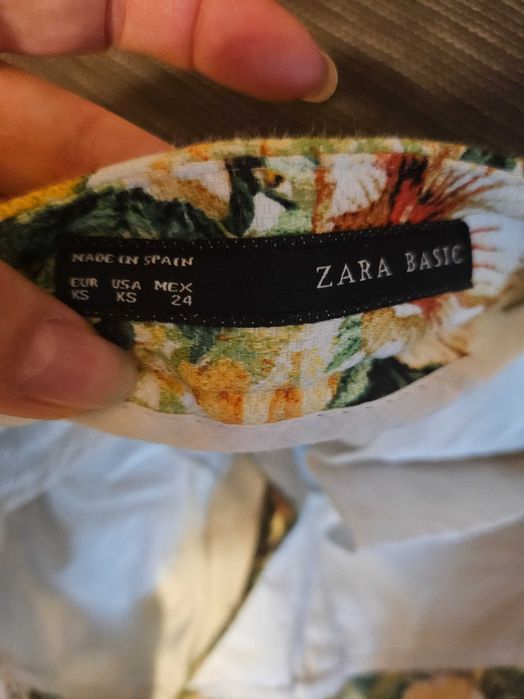 MADE IN SPAIN
EUR USA MEX
XS XS 24
ZARA BASIC